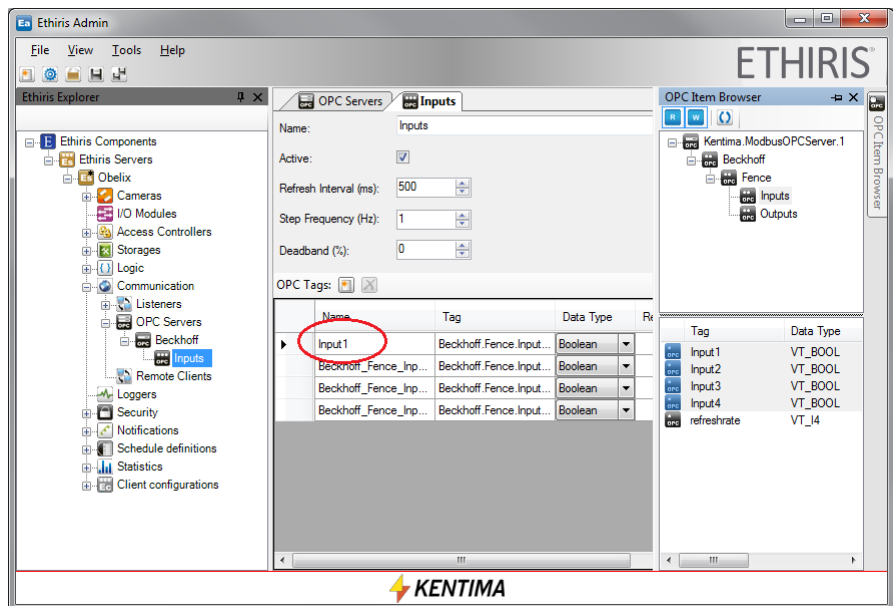 Ethiris Admin
File View Tools Help
ETHIRIS
Ethiris Explorer
Ethiris Components
Ethiris Servers
Obelix
Cameras
I/O Modules
Access Controllers
Storages
Logic
Communication
Listeners
OPC Servers
Beckhoff
Inputs
Remote Clients
Loggers
Security
Notifications
Schedule definitions
Statistics
Client configurations
OPC Servers Inputs
Name: Inputs
Active:
Refresh Interval (ms): 500
Step Frequency (Hz): 1
Deadband (%): 0
OPC Tags:
Name Tag Data Type Re
Input1 Beckhoff.Fence.Input... Boolean
Beckhoff_Fence_Inp... Beckhoff.Fence.Input... Boolean
Beckhoff_Fence_Inp... Beckhoff.Fence.Input... Boolean
Beckhoff_Fence_Inp... Beckhoff.Fence.Input... Boolean
OPC Item Browser
R W
Kentima.ModbusOPCServer.1
Beckhoff
Fence
Inputs
Outputs
Tag Data Type
Input1 VT_BOOL
Input2 VT_BOOL
Input3 VT_BOOL
Input4 VT_BOOL
refreshrate VT_I4
OPC Item Browser
KENTIMA